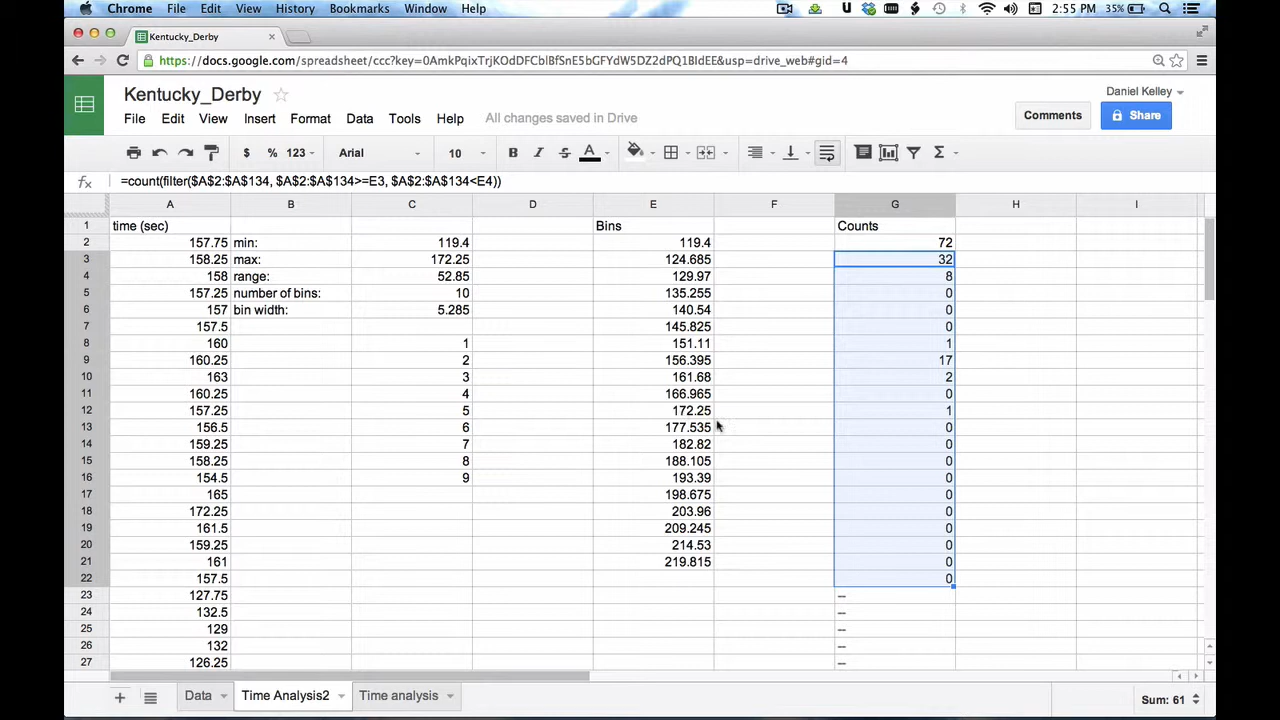 Chrome File Edit View History Bookmarks Window Help 2:55 PM 35%
Kentucky_Derby
https://docs.google.com/spreadsheet/ccc?key=0AmkPqixTrjKOdDFCblBfSnE5bGFYdW5DZ2dPQ1BIdEE&usp=drive_web#gid=4
Kentucky_Derby Daniel Kelley
File Edit View Insert Format Data Tools Help All changes saved in Drive Comments Share
$ % 123 Arial 10 B I S A Σ
fx =count(filter($A$2:$A$134, $A$2:$A$134>=E3, $A$2:$A$134<E4))
A B C D E F G H I
1 time (sec) Bins Counts
2 157.75 min: 119.4 119.4 72
3 158.25 max: 172.25 124.685 32
4 158 range: 52.85 129.97 8
5 157.25 number of bins: 10 135.255 0
6 157 bin width: 5.285 140.54 0
7 157.5 145.825 0
8 160 1 151.11 1
9 160.25 2 156.395 17
10 163 3 161.68 2
11 160.25 4 166.965 0
12 157.25 5 172.25 1
13 156.5 6 177.535 0
14 159.25 7 182.82 0
15 158.25 8 188.105 0
16 154.5 9 193.39 0
17 165 198.675 0
18 172.25 203.96 0
19 161.5 209.245 0
20 159.25 214.53 0
21 161 219.815 0
22 157.5 0
23 127.75 --
24 132.5 --
25 129 --
26 132 --
27 126.25 --
Data Time Analysis2 Time analysis Sum: 61